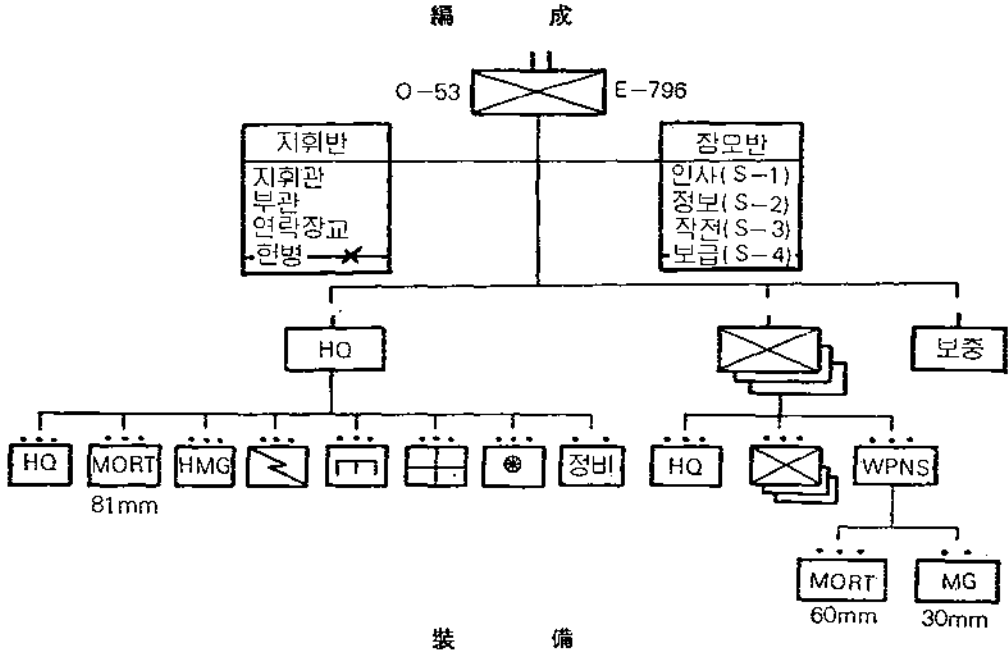 編 成
O-53 E-796
지휘반
지휘관
부관
연락장교
헌병
참모반
인사(S-1)
정보(S-2)
작전(S-3)
보급(S-4)
HQ
보충
HQ MORT HMG 정비 HQ WPNS
81mm
MORT MG
60mm 30mm
裝 備